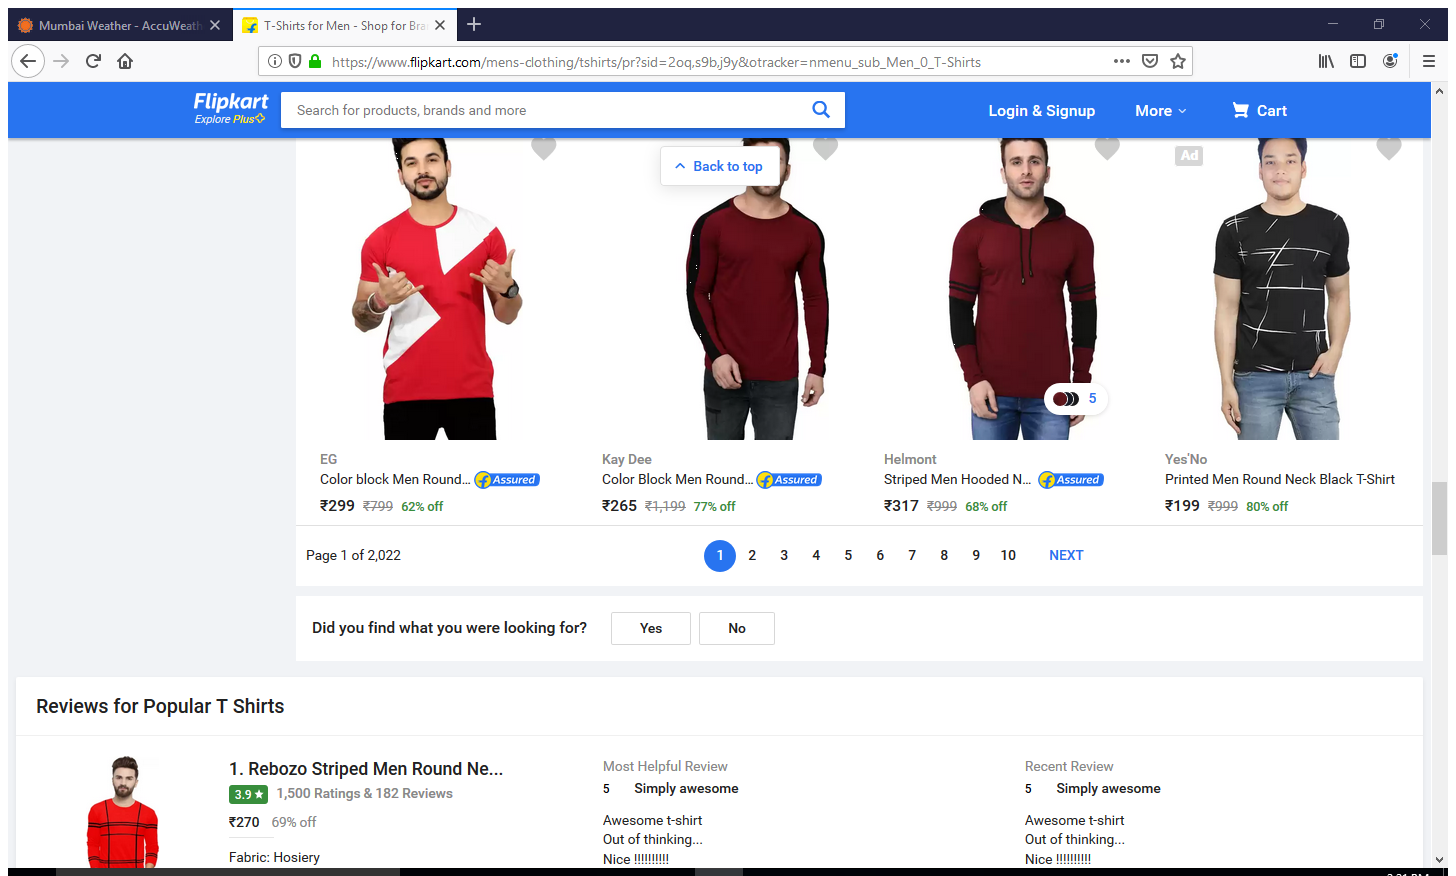 Mumbai Weather - AccuWeath
T-Shirts for Men - Shop for Bra
https://www.flipkart.com/mens-clothing/tshirts/pr?sid=2oq,s9b,j9y&otracker=nmenu_sub_Men_0_T-Shirts
Flipkart
Explore Plus
Search for products, brands and more
Login & Signup
More
Cart
Back to top
Ad
5
EG
Color block Men Round...
Assured
₹299 ₹799 62% off
Kay Dee
Color Block Men Round...
Assured
₹265 ₹1,199 77% off
Helmont
Striped Men Hooded N...
Assured
₹317 ₹999 68% off
Yes'No
Printed Men Round Neck Black T-Shirt
₹199 ₹999 80% off
Page 1 of 2,022
1 2 3 4 5 6 7 8 9 10 NEXT
Did you find what you were looking for?
Yes
No
Reviews for Popular T Shirts
1. Rebozo Striped Men Round Ne...
3.9 ★ 1,500 Ratings & 182 Reviews
₹270 69% off
Fabric: Hosiery
Most Helpful Review
5 Simply awesome
Awesome t-shirt
Out of thinking...
Nice !!!!!!!!!!
Recent Review
5 Simply awesome
Awesome t-shirt
Out of thinking...
Nice !!!!!!!!!!